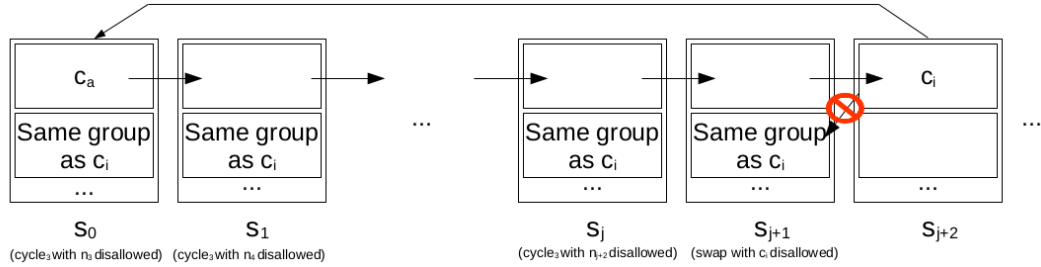 cₐ
cᵢ
Same group
as cᵢ
...
Same group
as cᵢ
...
...
Same group
as cᵢ
...
Same group
as cᵢ
...
...
...
s₀
s₁
sⱼ
sⱼ₊₁
sⱼ₊₂
(cycle₃ with n₃ disallowed)
(cycle₃ with n₄ disallowed)
(cycle₃ with nⱼ₊₂ disallowed)
(swap with cᵢ disallowed)